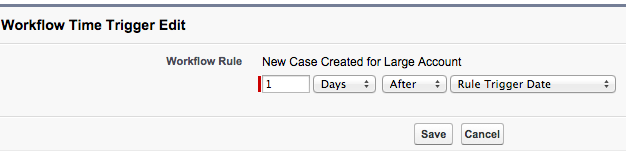 Workflow Time Trigger Edit
Workflow Rule New Case Created for Large Account
1 Days After Rule Trigger Date
Save Cancel